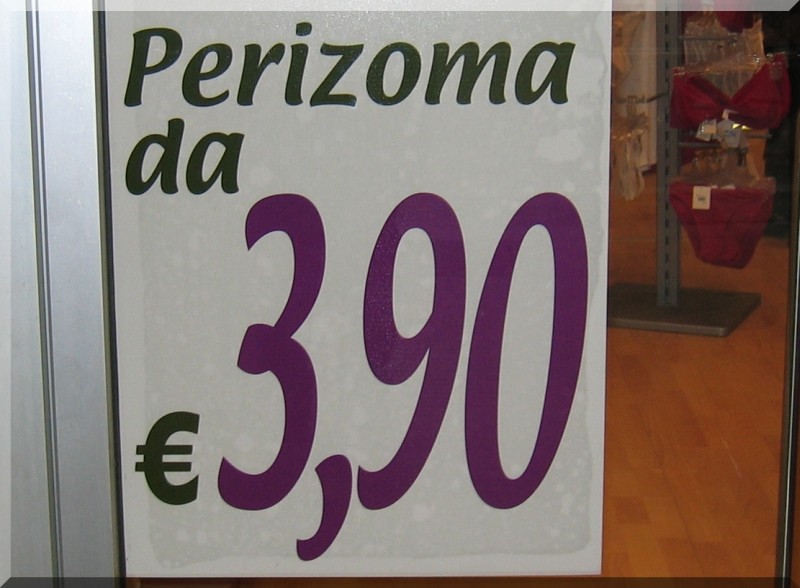 Perizoma
da
€ 3,90